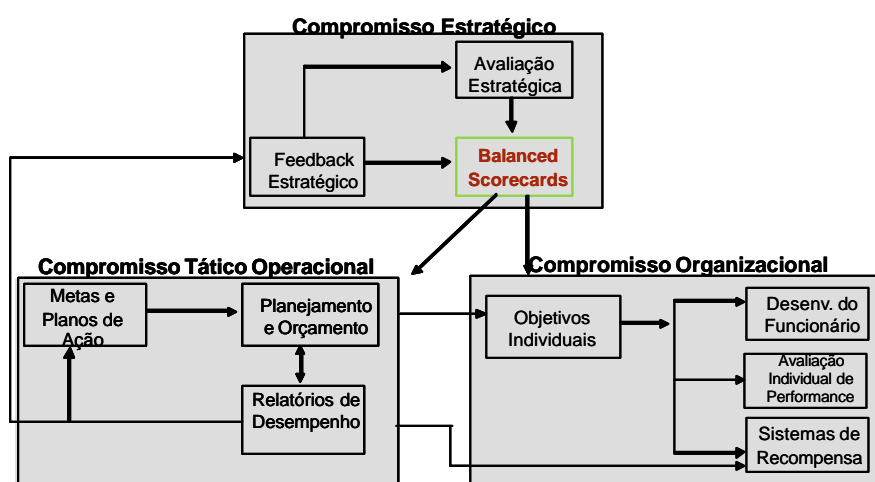 Compromisso Estratégico
Avaliação
Estratégica
Feedback
Estratégico
Balanced
Scorecards
Compromisso Tático Operacional
Metas e
Planos de
Ação
Planejamento
e Orçamento
Relatórios de
Desempenho
Compromisso Organizacional
Objetivos
Individuais
Desenv. do
Funcionário
Avaliação
Individual de
Performance
Sistemas de
Recompensa